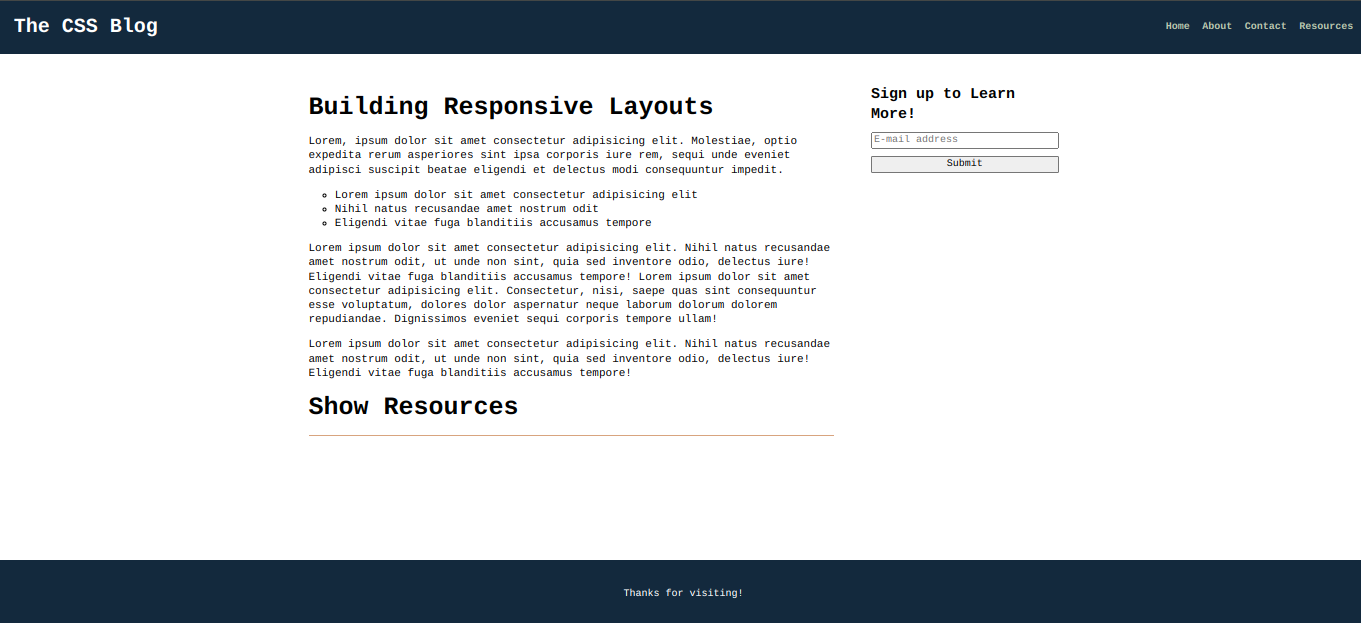 The CSS Blog
Home About Contact Resources
Building Responsive Layouts
Lorem, ipsum dolor sit amet consectetur adipisicing elit. Molestiae, optio
expedita rerum asperiores sint ipsa corporis iure rem, sequi unde eveniet
adipisci suscipit beatae eligendi et delectus modi consequuntur impedit.
Lorem ipsum dolor sit amet consectetur adipisicing elit
Nihil natus recusandae amet nostrum odit
Eligendi vitae fuga blanditiis accusamus tempore
Lorem ipsum dolor sit amet consectetur adipisicing elit. Nihil natus recusandae
amet nostrum odit, ut unde non sint, quia sed inventore odio, delectus iure!
Eligendi vitae fuga blanditiis accusamus tempore! Lorem ipsum dolor sit amet
consectetur adipisicing elit. Consectetur, nisi, saepe quas sint consequuntur
esse voluptatum, dolores dolor aspernatur neque laborum dolorum dolorem
repudiandae. Dignissimos eveniet sequi corporis tempore ullam!
Lorem ipsum dolor sit amet consectetur adipisicing elit. Nihil natus recusandae
amet nostrum odit, ut unde non sint, quia sed inventore odio, delectus iure!
Eligendi vitae fuga blanditiis accusamus tempore!
Show Resources
Sign up to Learn
More!
E-mail address
Submit
Thanks for visiting!